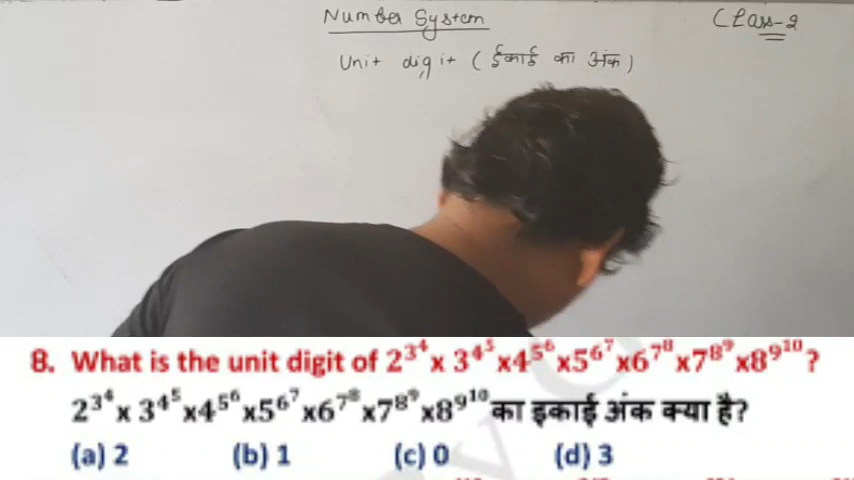 Number System
Class-2
Unit digit (ईकाई का अंक)
8. What is the unit digit of 2^3^4 x 3^4^5 x4^5^6 x5^6^7 x6^7^8 x7^8^9 x8^9^10?
2^3^4 x 3^4^5 x4^5^6 x5^6^7 x6^7^8 x7^8^9 x8^9^10 का इकाई अंक क्या है?
(a) 2 (b) 1 (c) 0 (d) 3